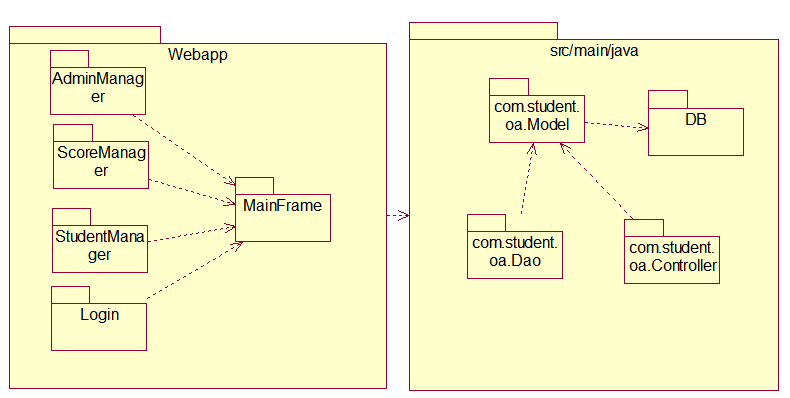 Webapp
AdminManag
er
ScoreManag
er
StudentMana
ger
Login
MainFrame
src/main/java
com.student.
oa.Model
DB
com.student.
oa.Dao
com.student.
oa.Controller